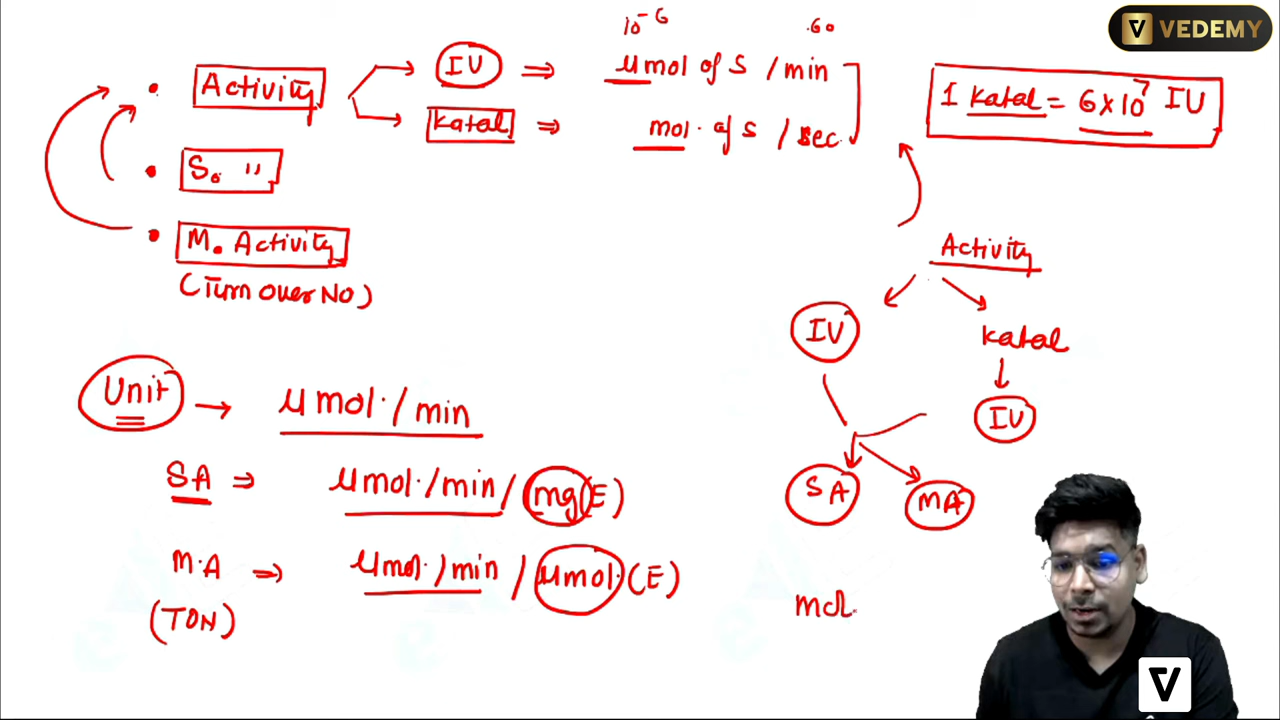 VEDEMY
10⁻⁶ .60
• Activity IU ⇒ μmol of S / min
Katal ⇒ mol. of S / sec.
1 Katal = 6×10⁷ IU
• S. "
• M. Activity
(Turn Over No)
Activity
IU Katal
IU
SA MA
Unit → μmol. / min
SA ⇒ μmol. / min / mg (E)
M.A ⇒ μmol. / min / μmol. (E)
(TON)
mol.